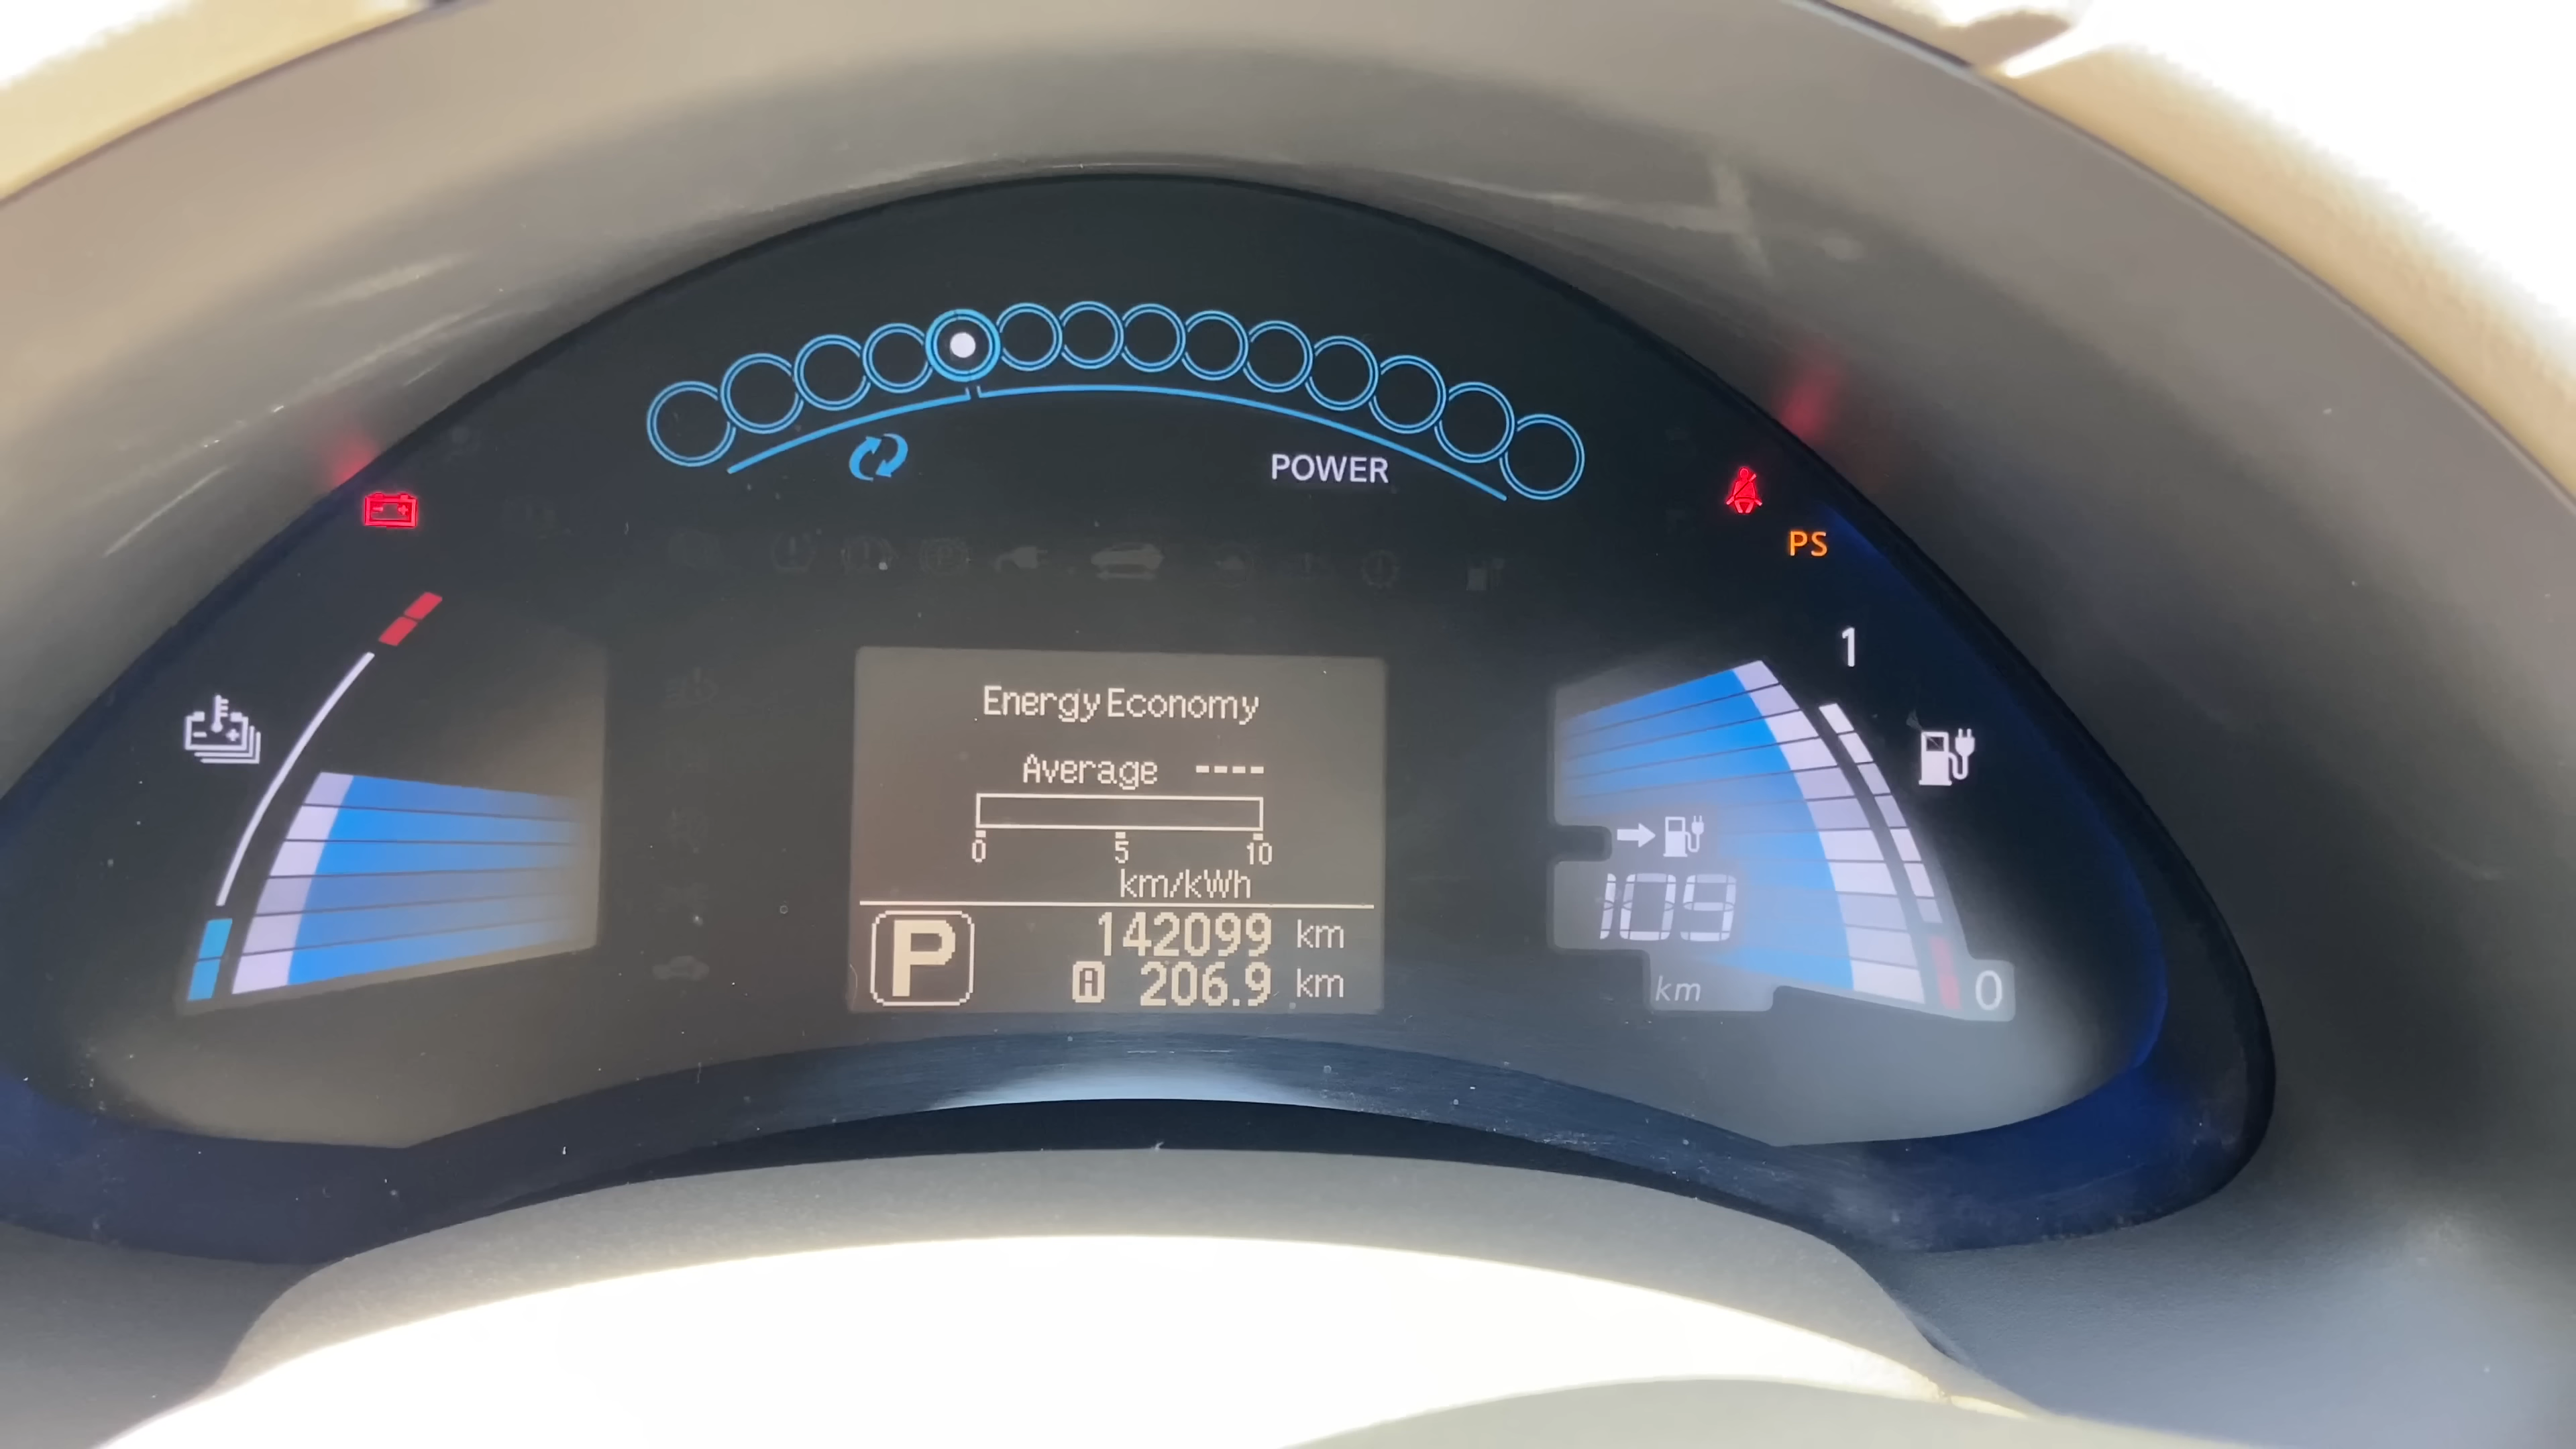 POWER
PS
1
Energy Economy
Average ----
0 5 10
km/kWh
109
km
P 142099 km
A 206.9 km
0